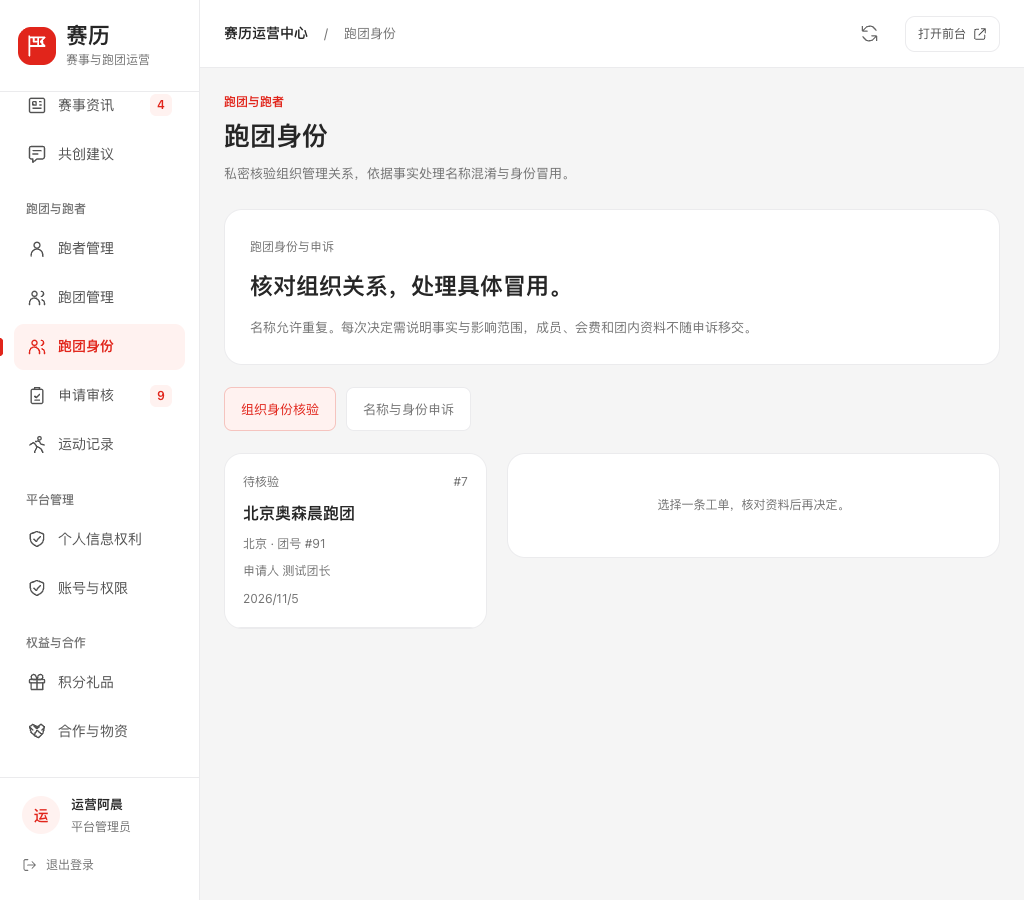 赛历
赛事与跑团运营
赛事资讯 4
共创建议
跑团与跑者
跑者管理
跑团管理
跑团身份
申请审核 9
运动记录
平台管理
个人信息权利
账号与权限
权益与合作
积分礼品
合作与物资
运
运营阿晨
平台管理员
退出登录
赛历运营中心 / 跑团身份
打开前台
跑团与跑者
跑团身份
私密核验组织管理关系，依据事实处理名称混淆与身份冒用。
跑团身份与申诉
核对组织关系，处理具体冒用。
名称允许重复。每次决定需说明事实与影响范围，成员、会费和团内资料不随申诉移交。
组织身份核验 名称与身份申诉
待核验 #7
北京奥森晨跑团
北京 · 团号 #91
申请人 测试团长
2026/11/5
选择一条工单，核对资料后再决定。